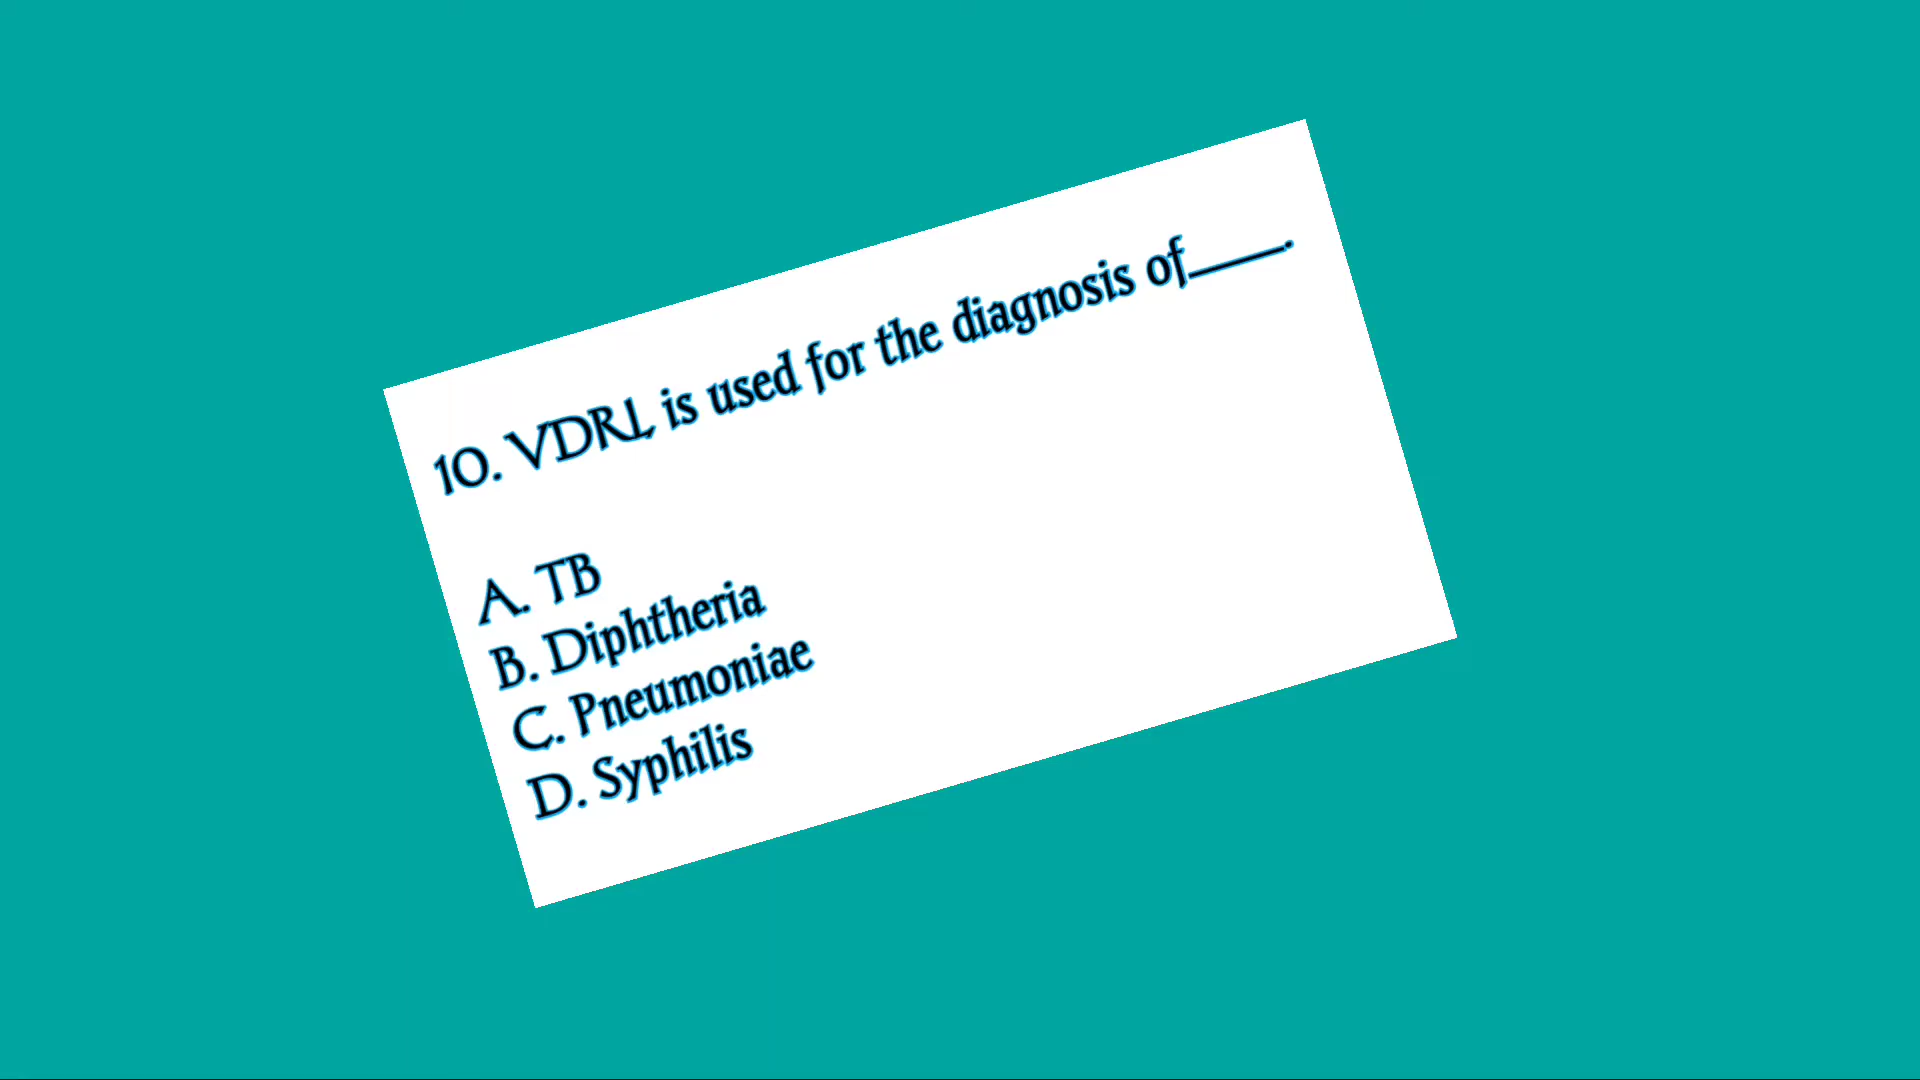 10. VDRL is used for the diagnosis of____.
A. TB
B. Diphtheria
C. Pneumoniae
D. Syphilis